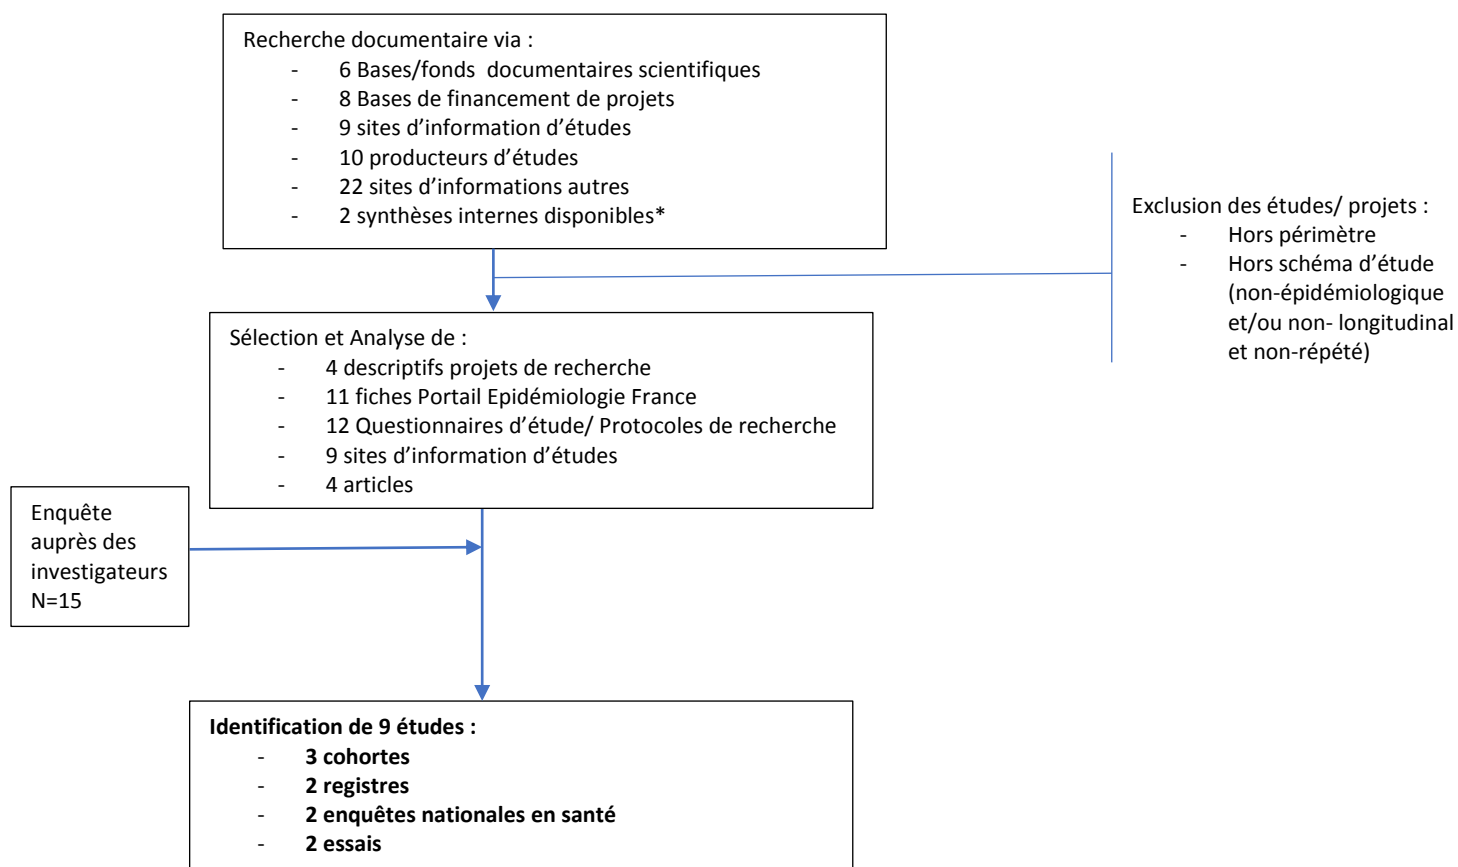 Recherche documentaire via :
- 6 Bases/fonds documentaires scientifiques
- 8 Bases de financement de projets
- 9 sites d’information d’études
- 10 producteurs d’études
- 22 sites d’informations autres
- 2 synthèses internes disponibles*
Exclusion des études/ projets :
- Hors périmètre
- Hors schéma d’étude
(non-épidémiologique
et/ou non- longitudinal
et non-répété)
Sélection et Analyse de :
- 4 descriptifs projets de recherche
- 11 fiches Portail Epidémiologie France
- 12 Questionnaires d’étude/ Protocoles de recherche
- 9 sites d’information d’études
- 4 articles
Enquête
auprès des
investigateurs
N=15
Identification de 9 études :
- 3 cohortes
- 2 registres
- 2 enquêtes nationales en santé
- 2 essais